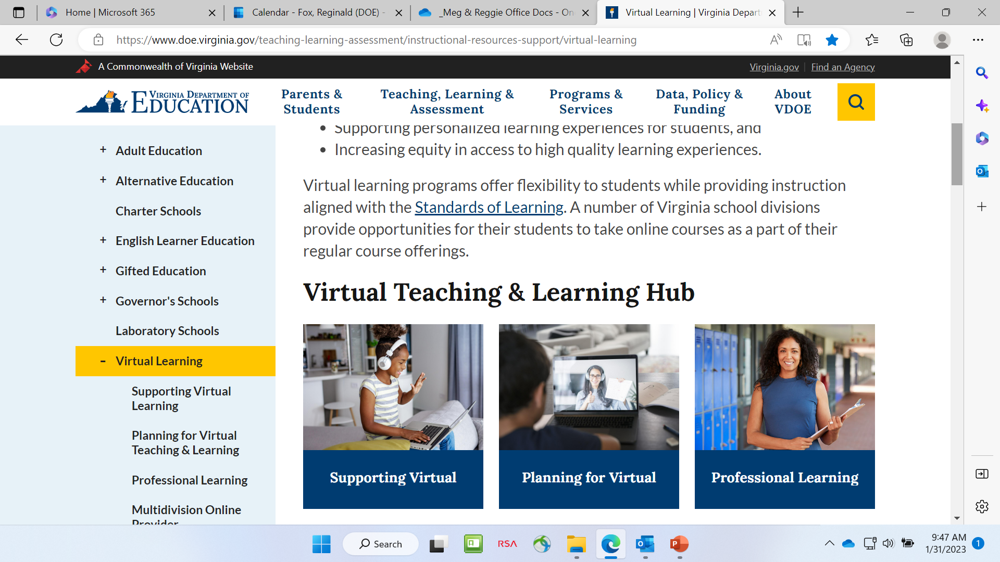 Home | Microsoft 365
Calendar - Fox, Reginald (DOE) -
_Meg & Reggie Office Docs - On
Virtual Learning | Virginia Depart
https://www.doe.virginia.gov/teaching-learning-assessment/instructional-resources-support/virtual-learning
A Commonwealth of Virginia Website
Virginia.gov
Find an Agency
VIRGINIA DEPARTMENT OF
EDUCATION
Parents &
Students
Teaching, Learning &
Assessment
Programs &
Services
Data, Policy &
Funding
About
VDOE
+ Adult Education
+ Alternative Education
Charter Schools
+ English Learner Education
+ Gifted Education
+ Governor's Schools
Laboratory Schools
- Virtual Learning
Supporting Virtual
Learning
Planning for Virtual
Teaching & Learning
Professional Learning
Multidivision Online
Provider
• Supporting personalized learning experiences for students, and
• Increasing equity in access to high quality learning experiences.
Virtual learning programs offer flexibility to students while providing instruction
aligned with the Standards of Learning. A number of Virginia school divisions
provide opportunities for their students to take online courses as a part of their
regular course offerings.
Virtual Teaching & Learning Hub
Supporting Virtual
Planning for Virtual
Professional Learning
Search
RSA
9:47 AM
1/31/2023
1